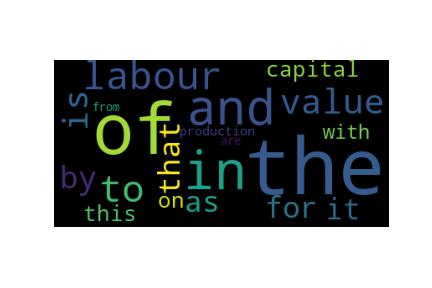 labour
capital
is
from
of
and
value
production
are
with
that
in
the
by
to
this
on
as
for
it